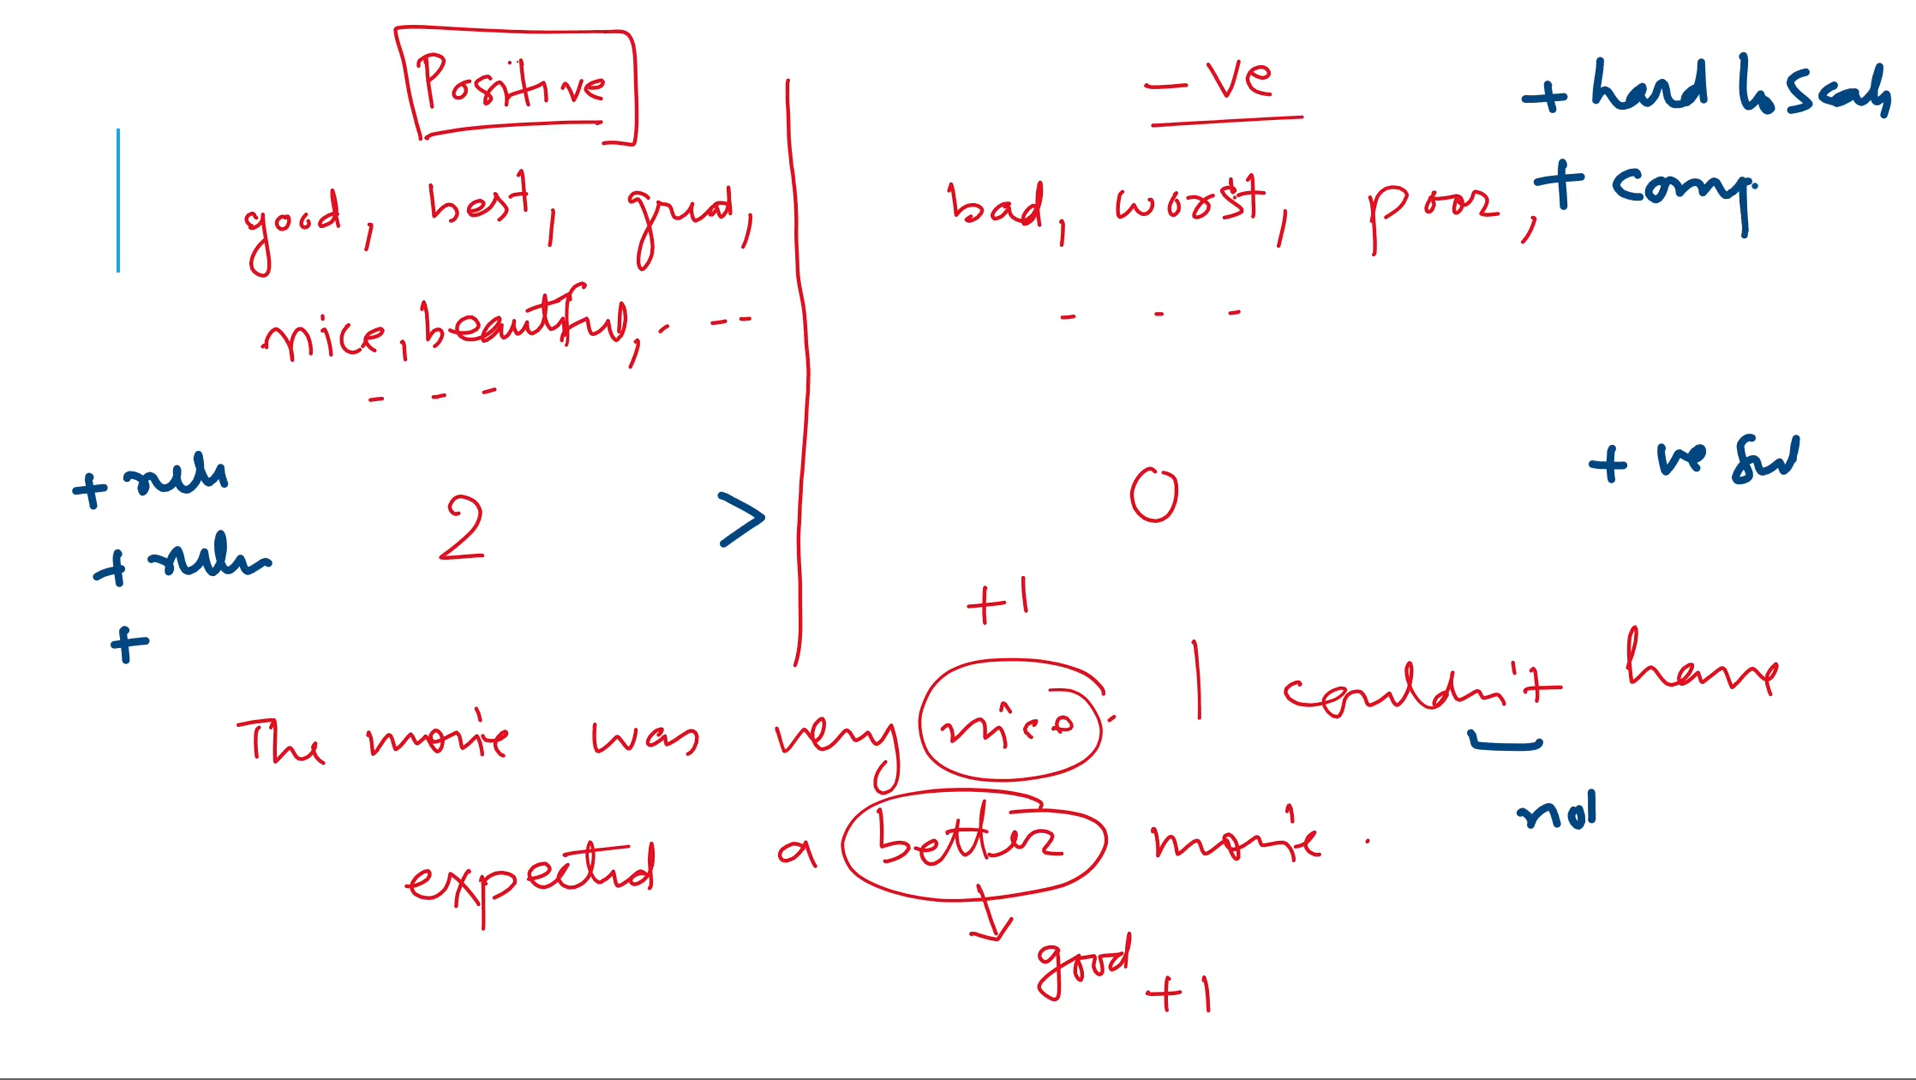 Positive
-ve
+ hard to scale
good, best, great,
bad, worst, poor,
+ comp.
nice, beautiful, . - -
- - -
- - -
+ rule
+ ve
2 > 0
+ rules
+
+1
The movie was very nice. I couldn't have
not
expected a better movie.
good +1